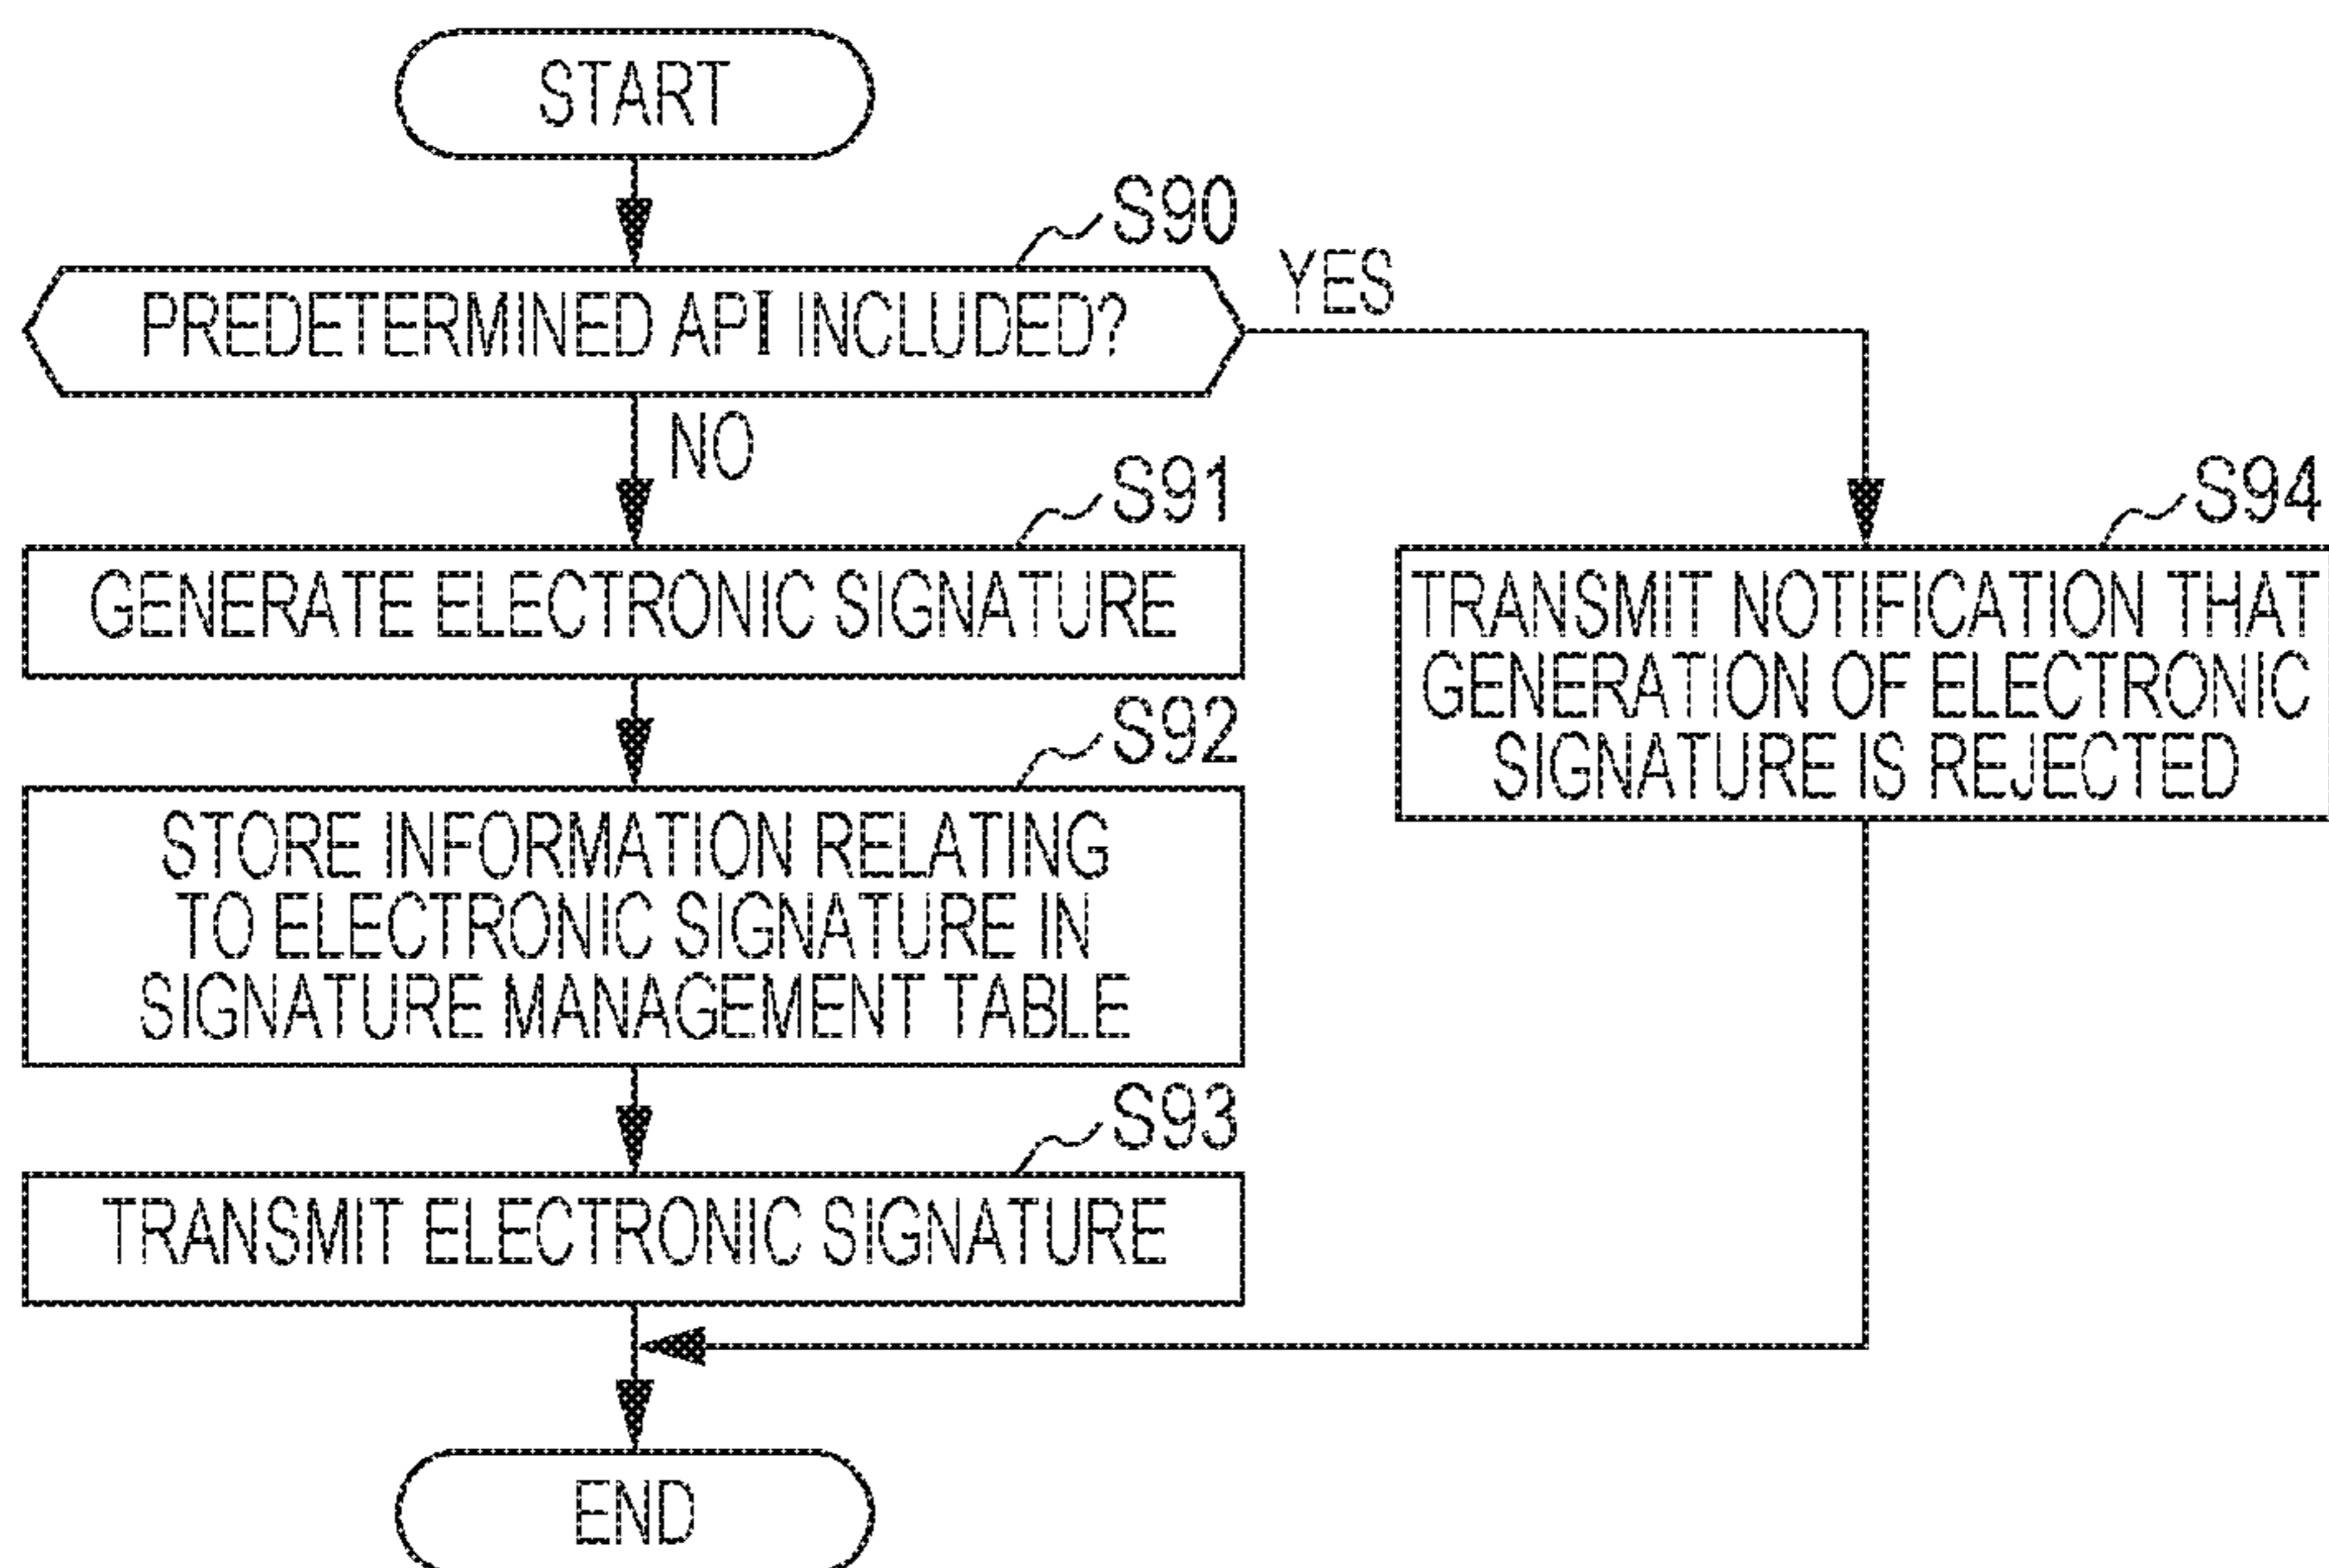 START
S90
PREDETERMINED API INCLUDED?
YES
NO
S91
GENERATE ELECTRONIC SIGNATURE
S94
TRANSMIT NOTIFICATION THAT
GENERATION OF ELECTRONIC
SIGNATURE IS REJECTED
S92
STORE INFORMATION RELATING
TO ELECTRONIC SIGNATURE IN
SIGNATURE MANAGEMENT TABLE
S93
TRANSMIT ELECTRONIC SIGNATURE
END